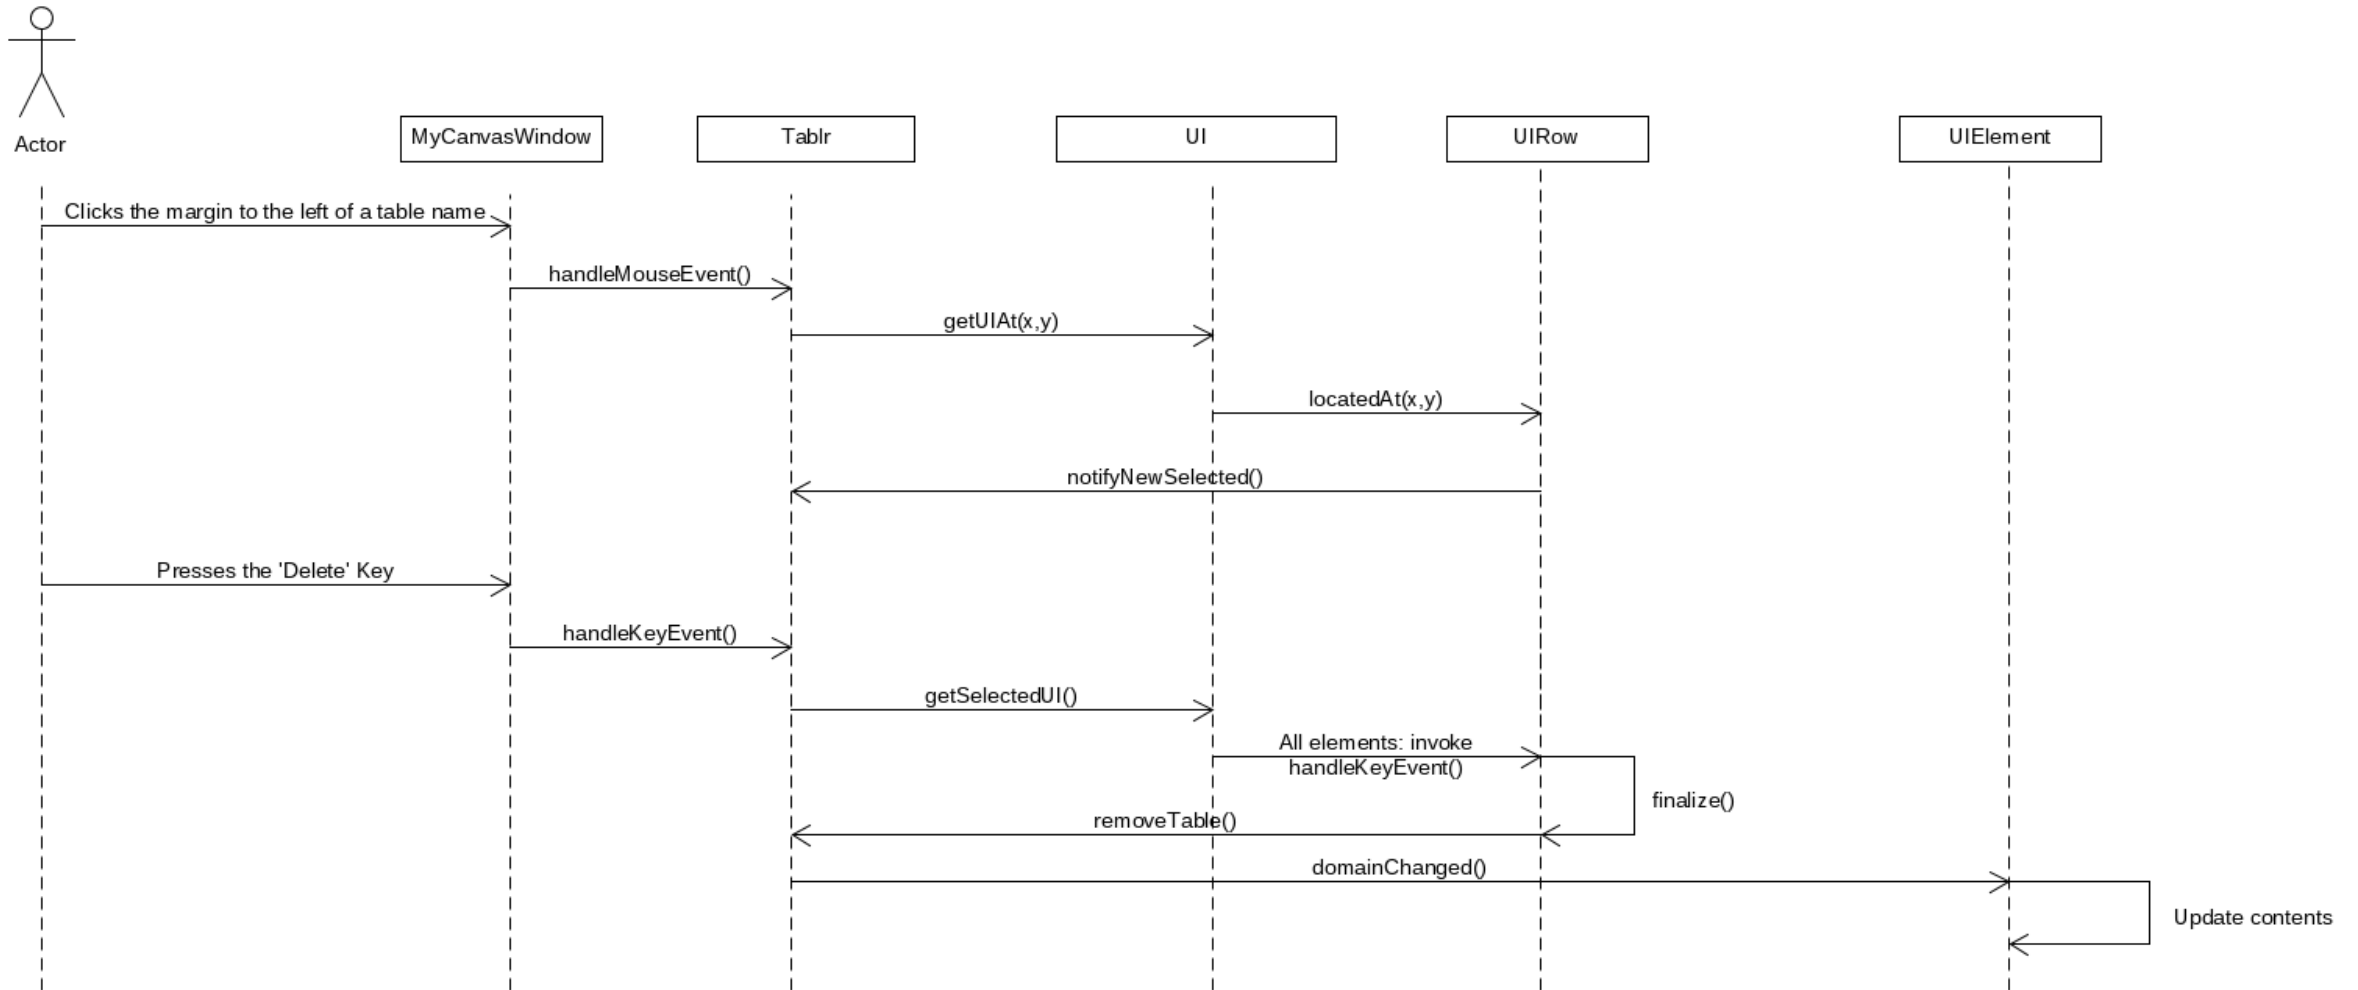 Actor
MyCanvasWindow
Tablr
UI
UIRow
UIElement
Clicks the margin to the left of a table name
handleMouseEvent()
getUIAt(x,y)
locatedAt(x,y)
notifyNewSelected()
Presses the 'Delete' Key
handleKeyEvent()
getSelectedUI()
All elements: invoke
handleKeyEvent()
finalize()
removeTable()
domainChanged()
Update contents